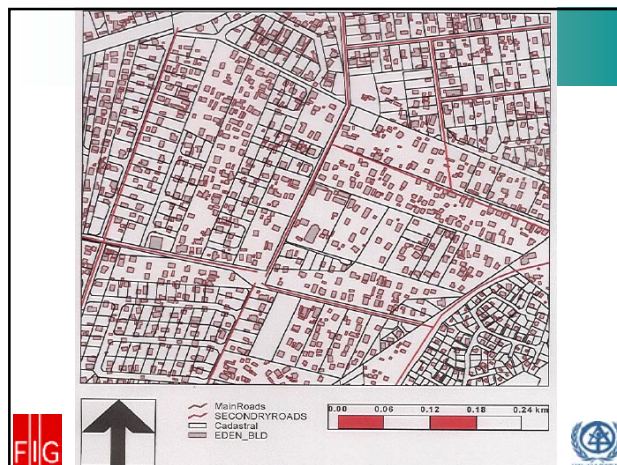 MainRoads
SECONDRYROADS
Cadastral
EDEN_BLD
0.00 0.06 0.12 0.18 0.24 km
FIG